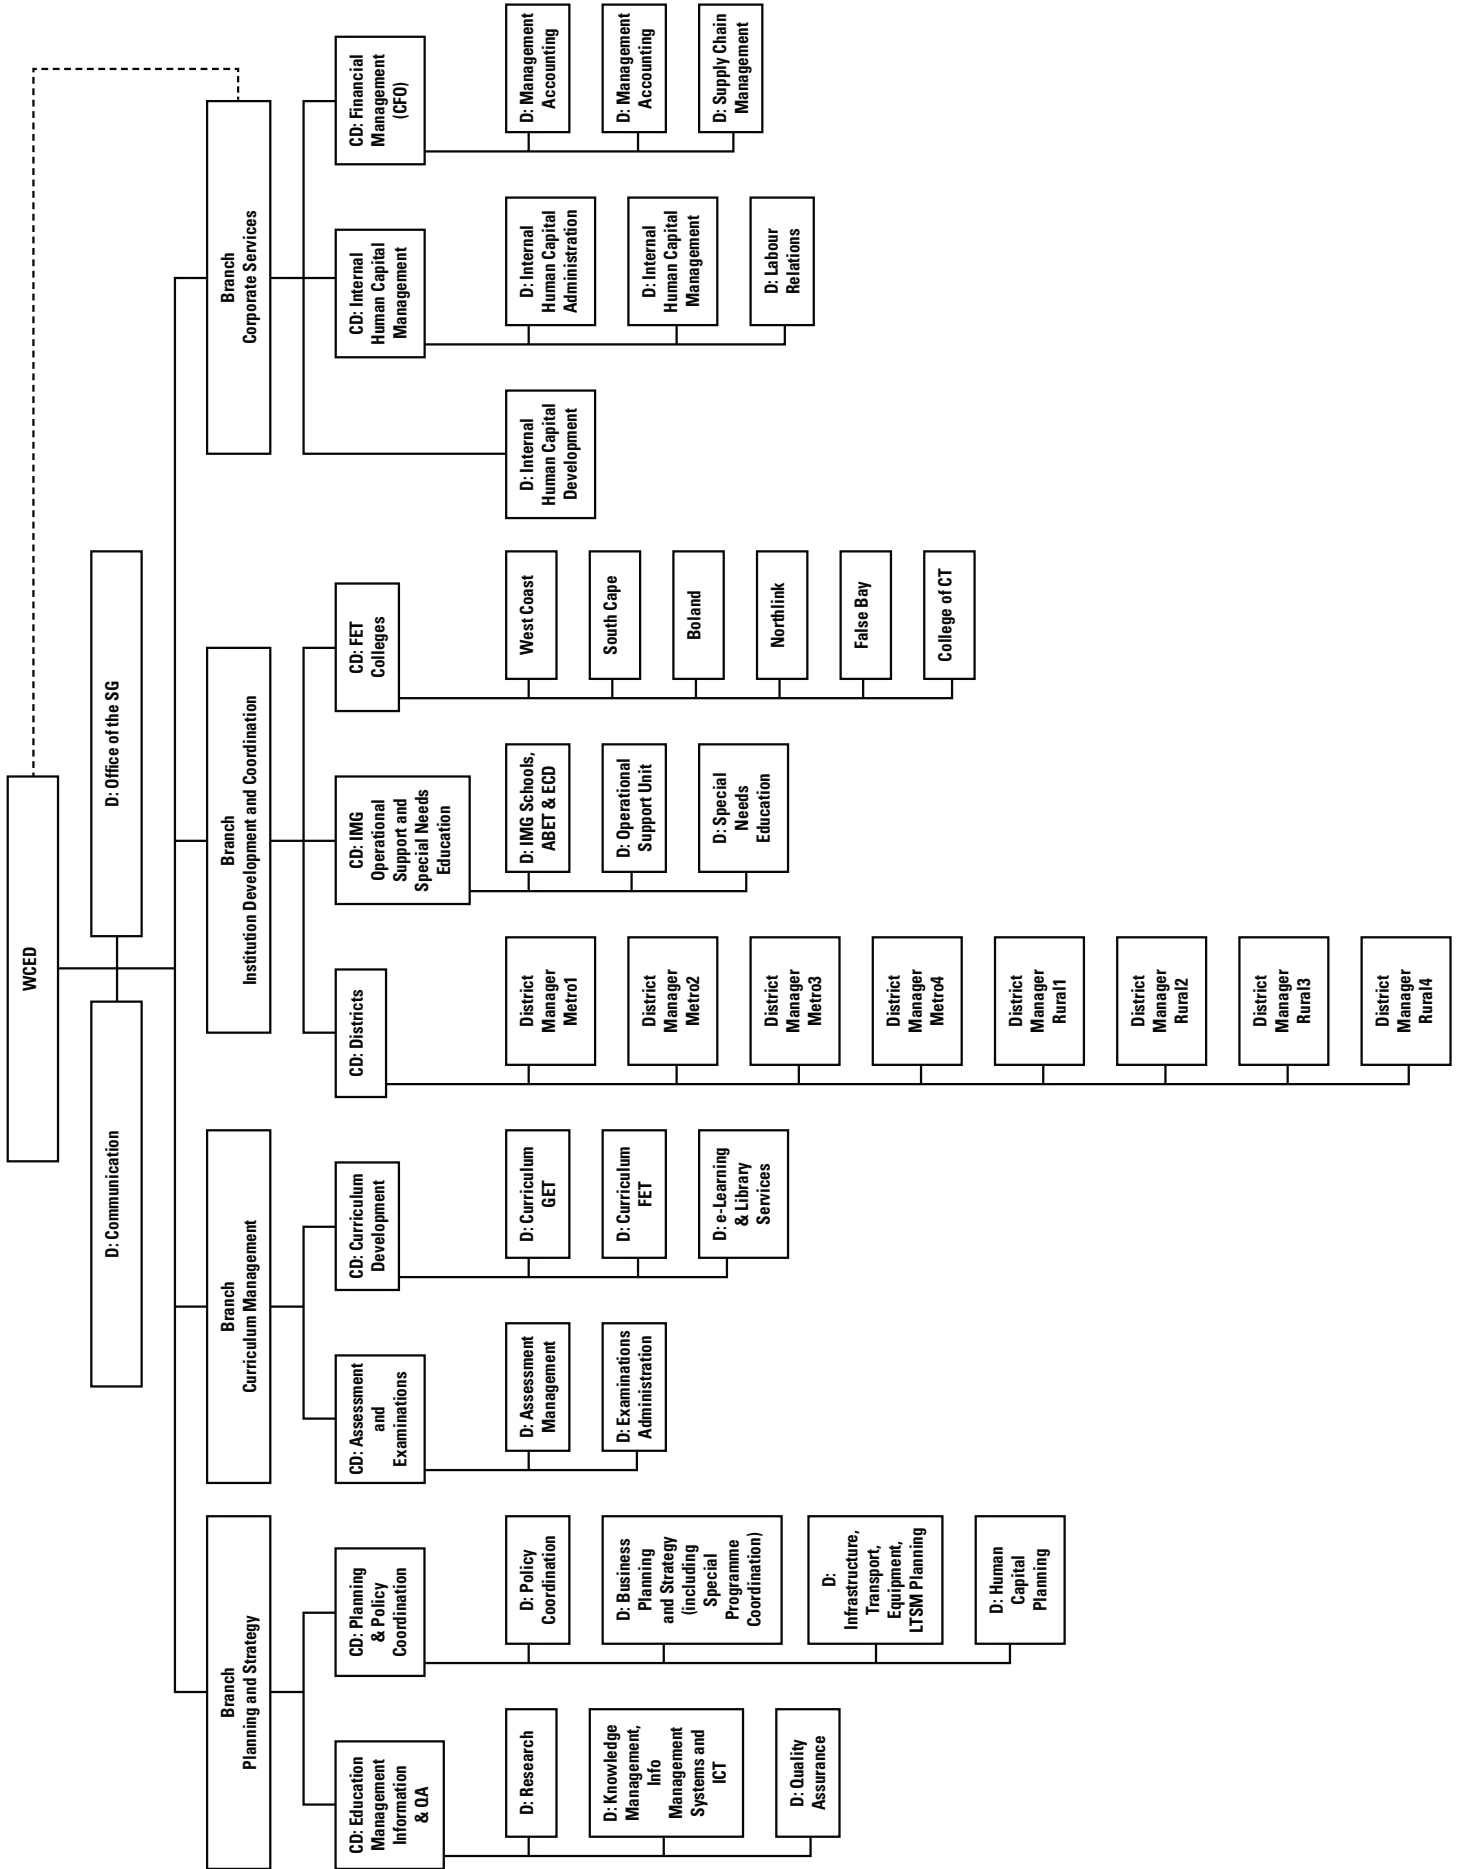 WCED
D: Communication
D: Office of the SG
Branch
Planning and Strategy
Branch
Curriculum Management
Branch
Institution Development and Coordination
Branch
Corporate Services
CD: Education
Management
Information
& QA
CD: Planning
& Policy
Coordination
CD: Assessment
and
Examinations
CD: Curriculum
Development
CD: Districts
CD: IMG
Operational
Support and
Special Needs
Education
CD: FET
Colleges
CD: Internal
Human Capital
Management
CD: Financial
Management
(CFO)
D: Research
D: Knowledge
Management,
Info
Management
Systems and
ICT
D: Quality
Assurance
D: Policy
Coordination
D: Business
Planning
and Strategy
(including
Special
Programme
Coordination)
D:
Infrastructure,
Transport,
Equipment,
LTSM Planning
D: Human
Capital
Planning
D: Assessment
Management
D: Examinations
Administration
D: Curriculum
GET
D: Curriculum
FET
D: e-Learning
& Library
Services
District
Manager
Metro1
District
Manager
Metro2
District
Manager
Metro3
District
Manager
Metro4
District
Manager
Rural1
District
Manager
Rural2
District
Manager
Rural3
District
Manager
Rural4
D: IMG Schools,
ABET & ECD
D: Operational
Support Unit
D: Special
Needs
Education
West Coast
South Cape
Boland
Northlink
False Bay
College of CT
D: Internal
Human Capital
Development
D: Internal
Human Capital
Administration
D: Internal
Human Capital
Management
D: Labour
Relations
D: Management
Accounting
D: Management
Accounting
D: Supply Chain
Management